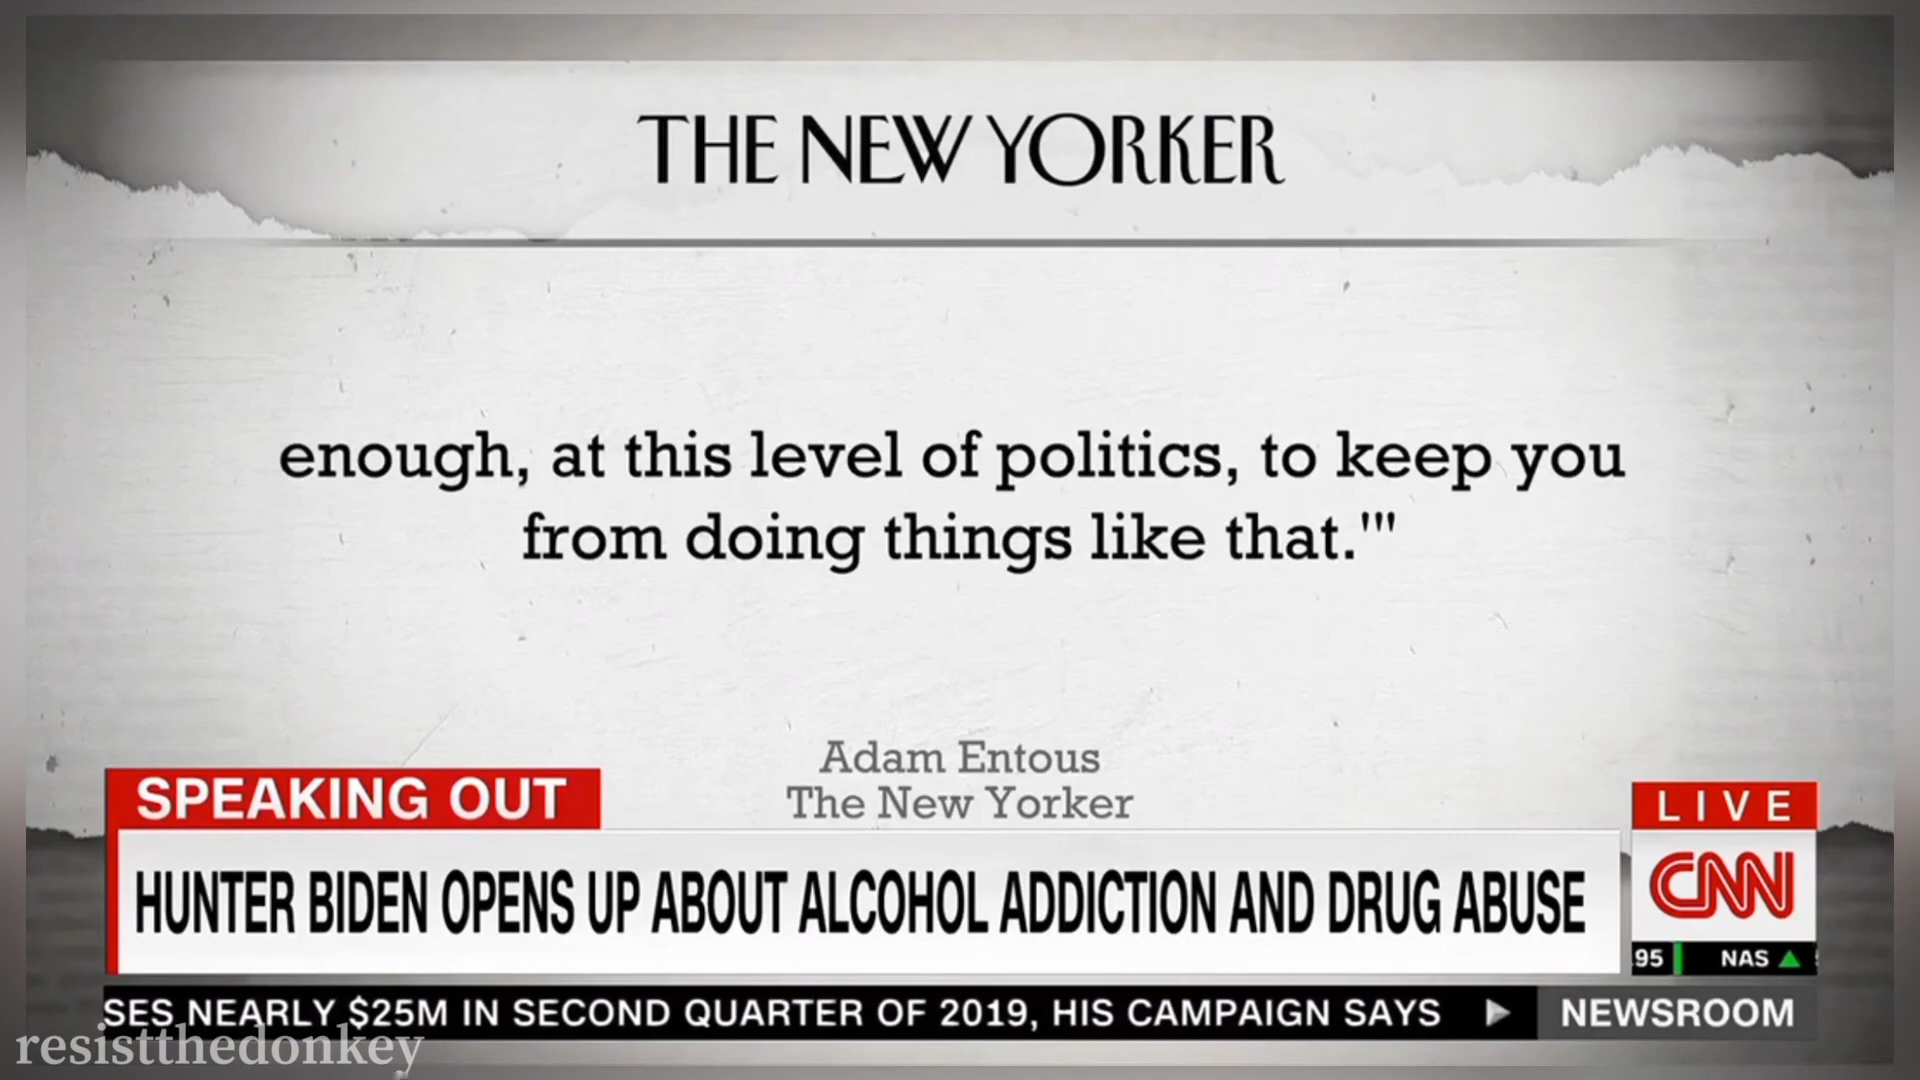 THE NEW YORKER
enough, at this level of politics, to keep you
from doing things like that.'"
Adam Entous
The New Yorker
SPEAKING OUT
HUNTER BIDEN OPENS UP ABOUT ALCOHOL ADDICTION AND DRUG ABUSE
LIVE
CNN
.95 NAS
SES NEARLY $25M IN SECOND QUARTER OF 2019, HIS CAMPAIGN SAYS
NEWSROOM
resistthedonkey